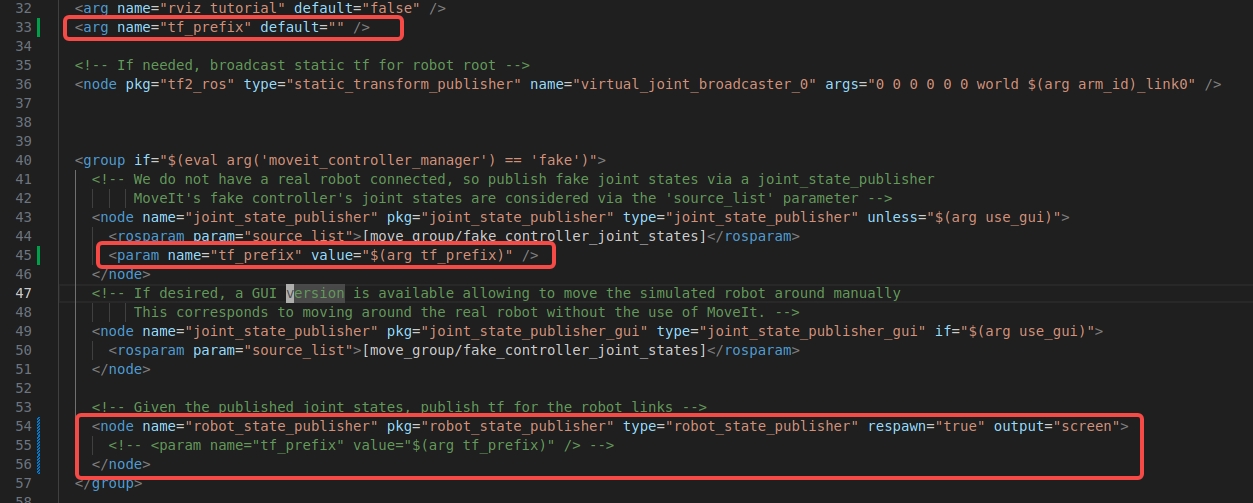 32 <arg name="rviz_tutorial" default="false" />
33 <arg name="tf_prefix" default="" />
34
35 <!-- If needed, broadcast static tf for robot root -->
36 <node pkg="tf2_ros" type="static_transform_publisher" name="virtual_joint_broadcaster_0" args="0 0 0 0 0 0 world $(arg arm_id)_link0" />
37
38
39
40 <group if="$(eval arg('moveit_controller_manager') == 'fake')">
41 <!-- We do not have a real robot connected, so publish fake joint states via a joint_state_publisher
42 MoveIt's fake controller's joint states are considered via the 'source_list' parameter -->
43 <node name="joint_state_publisher" pkg="joint_state_publisher" type="joint_state_publisher" unless="$(arg use_gui)">
44 <rosparam param="source_list">[move_group/fake_controller_joint_states]</rosparam>
45 <param name="tf_prefix" value="$(arg tf_prefix)" />
46 </node>
47 <!-- If desired, a GUI version is available allowing to move the simulated robot around manually
48 This corresponds to moving around the real robot without the use of MoveIt. -->
49 <node name="joint_state_publisher" pkg="joint_state_publisher_gui" type="joint_state_publisher_gui" if="$(arg use_gui)">
50 <rosparam param="source_list">[move_group/fake_controller_joint_states]</rosparam>
51 </node>
52
53 <!-- Given the published joint states, publish tf for the robot links -->
54 <node name="robot_state_publisher" pkg="robot_state_publisher" type="robot_state_publisher" respawn="true" output="screen">
55 <!-- <param name="tf_prefix" value="$(arg tf_prefix)" /> -->
56 </node>
57 </group>
58